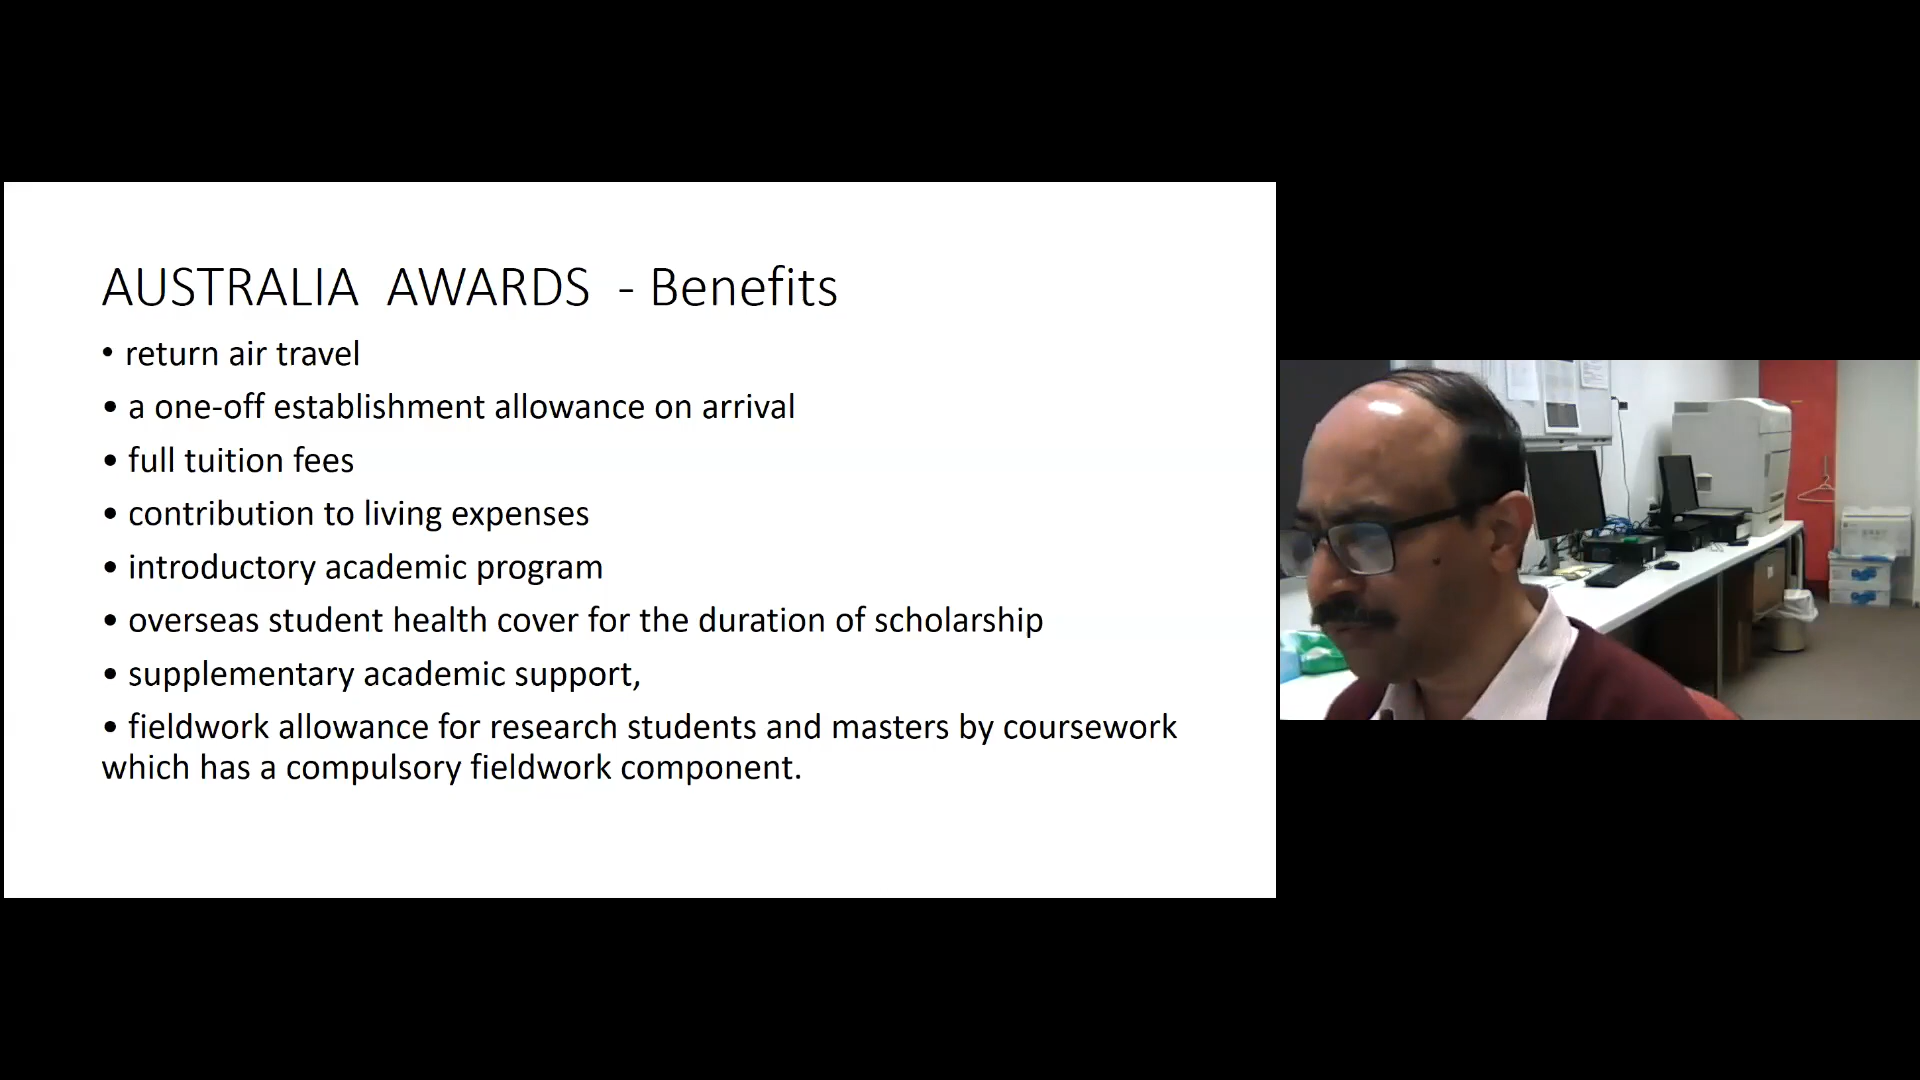 AUSTRALIA AWARDS - Benefits
• return air travel
• a one-off establishment allowance on arrival
• full tuition fees
• contribution to living expenses
• introductory academic program
• overseas student health cover for the duration of scholarship
• supplementary academic support,
• fieldwork allowance for research students and masters by coursework
which has a compulsory fieldwork component.